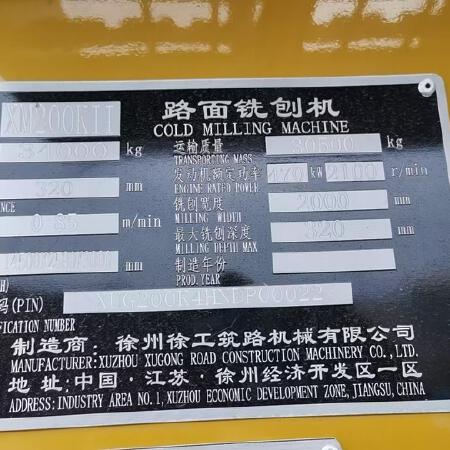 路面铣刨机
COLD MILLING MACHINE
XM200KII
kg 运输质量 30500 kg
TRANSPORTING MASS
发动机额定功率 470 kW 2100 r/min
ENGINE RATED POWER
320 mm 铣刨宽度 2000 mm
MILLING WIDTH
m/min 最大铣刨深度 320 mm
MILLING DEPTH MAX
mm 制造年份
PROD.YEAR
(PIN)
制造商：徐州徐工筑路机械有限公司
MANUFACTURER:XUZHOU XUGONG ROAD CONSTRUCTION MACHINERY CO.,LTD.
地址:中国·江苏·徐州经济开发区一区
ADDRESS:INDUSTRY AREA NO.1,XUZHOU ECONOMIC DEVELOPMENT ZONE,JIANGSU,CHINA